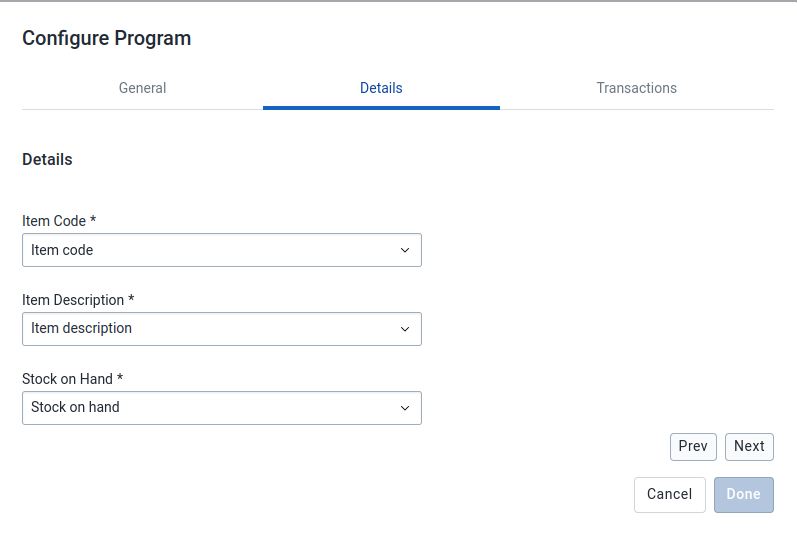 Configure Program
General Details Transactions
Details
Item Code *
Item code
Item Description *
Item description
Stock on Hand *
Stock on hand
Prev Next
Cancel Done